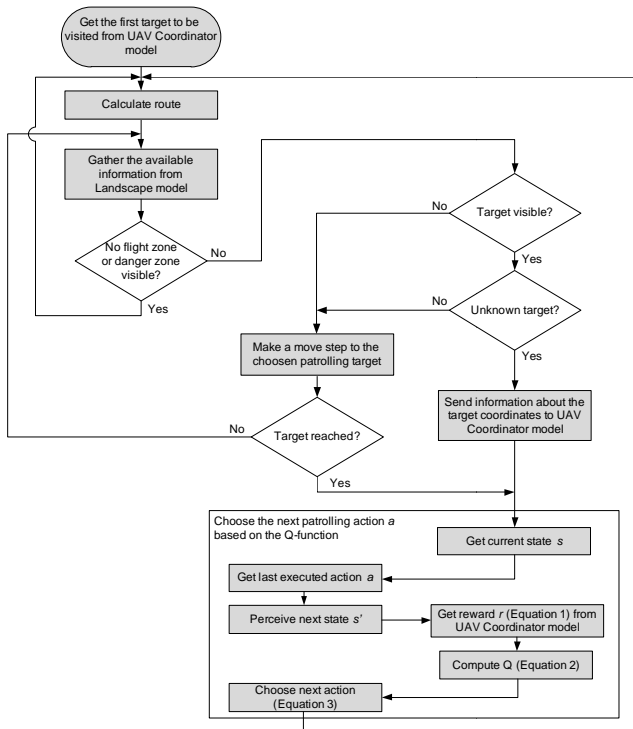 Get the first target to be
visited from UAV Coordinator
model
Calculate route
Gather the available
information from
Landscape model
No flight zone
or danger zone
visible?
No
Yes
Target visible?
No
Yes
Unknown target?
No
Yes
Make a move step to the
choosen patrolling target
Send information about the
target coordinates to UAV
Coordinator model
Target reached?
No
Yes
Choose the next patrolling action a
based on the Q-function
Get current state s
Get last executed action a
Perceive next state s'
Get reward r (Equation 1) from
UAV Coordinator model
Compute Q (Equation 2)
Choose next action
(Equation 3)